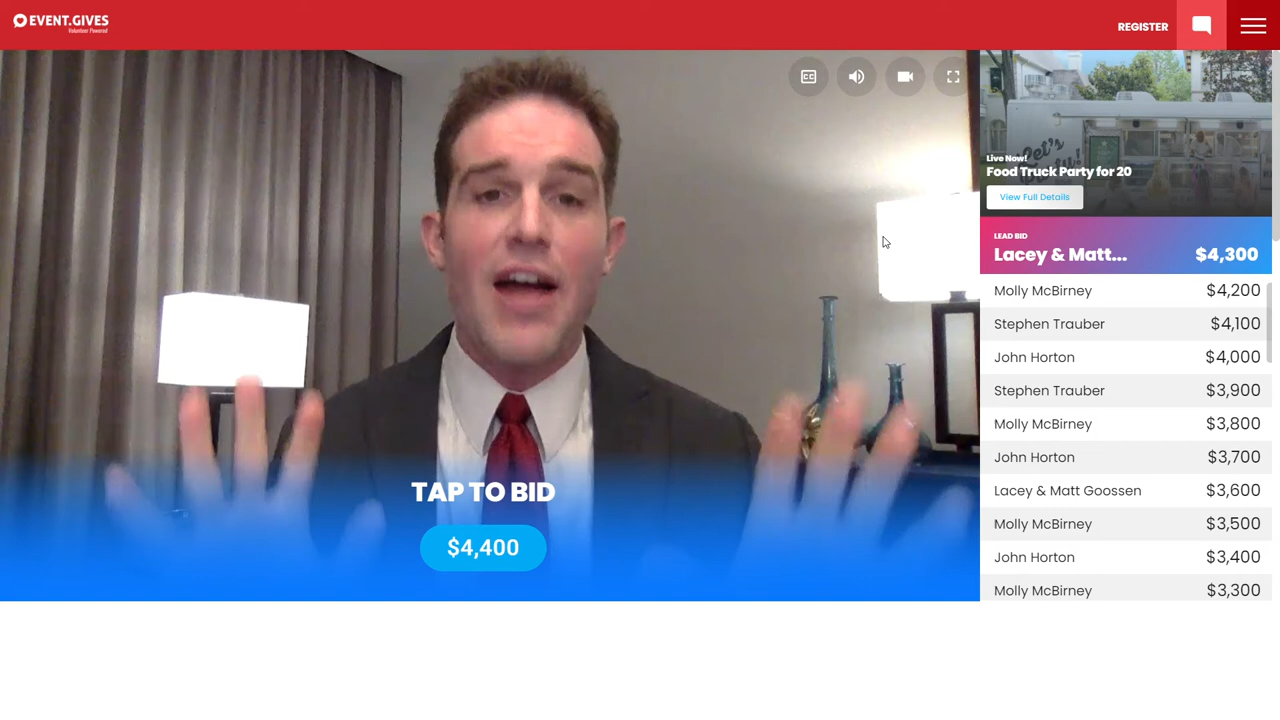 EVENT.GIVES
Volunteer Powered
REGISTER
CC
Let's
Party!
Live Now!
Food Truck Party for 20
View Full Details
LEAD BID
Lacey & Matt... $4,300
Molly McBirney $4,200
Stephen Trauber $4,100
John Horton $4,000
Stephen Trauber $3,900
Molly McBirney $3,800
John Horton $3,700
Lacey & Matt Goossen $3,600
Molly McBirney $3,500
John Horton $3,400
Molly McBirney $3,300
TAP TO BID
$4,400